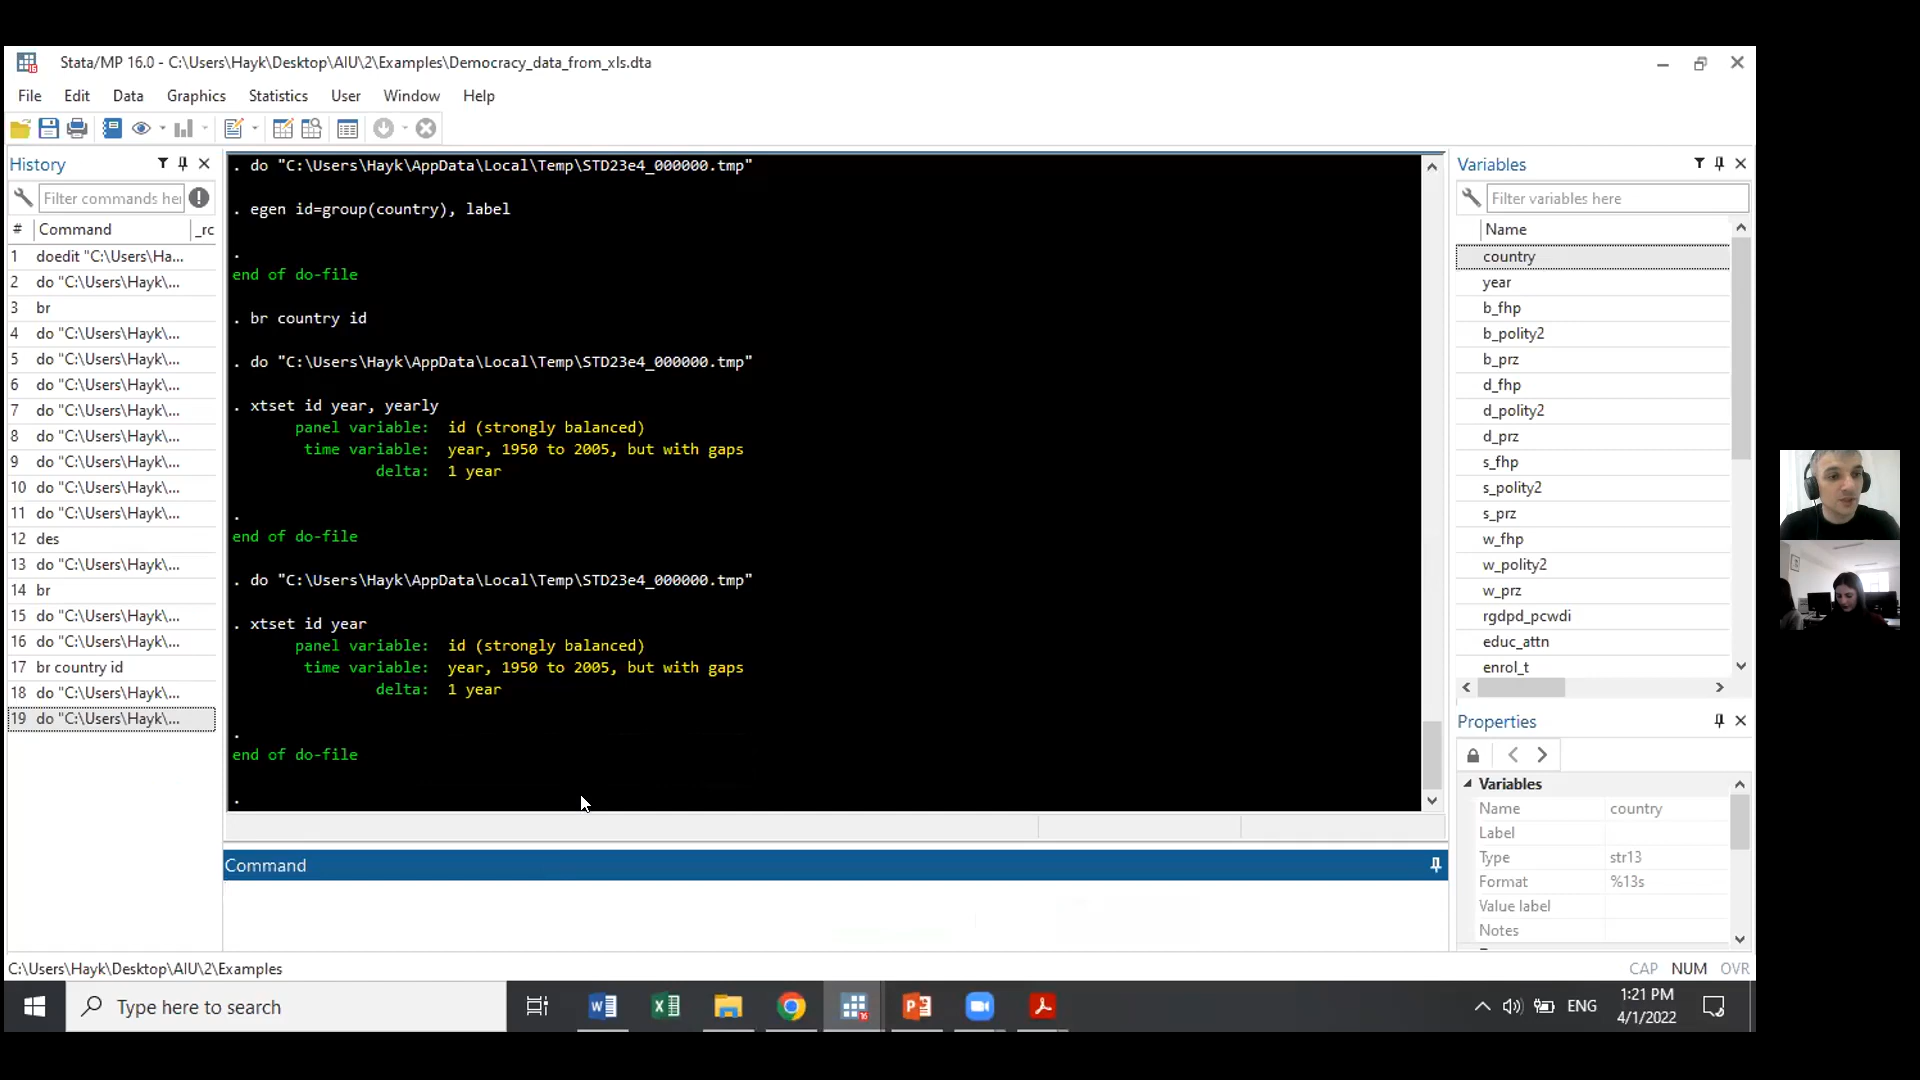 Stata/MP 16.0 - C:\Users\Hayk\Desktop\AIU\2\Examples\Democracy_data_from_xls.dta
File Edit Data Graphics Statistics User Window Help
History
Filter commands her
# Command _rc
1 doedit "C:\Users\Ha...
2 do "C:\Users\Hayk\...
3 br
4 do "C:\Users\Hayk\...
5 do "C:\Users\Hayk\...
6 do "C:\Users\Hayk\...
7 do "C:\Users\Hayk\...
8 do "C:\Users\Hayk\...
9 do "C:\Users\Hayk\...
10 do "C:\Users\Hayk\...
11 do "C:\Users\Hayk\...
12 des
13 do "C:\Users\Hayk\...
14 br
15 do "C:\Users\Hayk\...
16 do "C:\Users\Hayk\...
17 br country id
18 do "C:\Users\Hayk\...
19 do "C:\Users\Hayk\...
. do "C:\Users\Hayk\AppData\Local\Temp\STD23e4_000000.tmp"
. egen id=group(country), label
.
end of do-file
. br country id
. do "C:\Users\Hayk\AppData\Local\Temp\STD23e4_000000.tmp"
. xtset id year, yearly
panel variable: id (strongly balanced)
time variable: year, 1950 to 2005, but with gaps
delta: 1 year
.
end of do-file
. do "C:\Users\Hayk\AppData\Local\Temp\STD23e4_000000.tmp"
. xtset id year
panel variable: id (strongly balanced)
time variable: year, 1950 to 2005, but with gaps
delta: 1 year
.
end of do-file
.
Command
Variables
Filter variables here
Name
country
year
b_fhp
b_polity2
b_prz
d_fhp
d_polity2
d_prz
s_fhp
s_polity2
s_prz
w_fhp
w_polity2
w_prz
rgdpd_pcwdi
educ_attn
enrol_t
Properties
Variables
Name country
Label
Type str13
Format %13s
Value label
Notes
C:\Users\Hayk\Desktop\AIU\2\Examples
CAP NUM OVR
Type here to search
ENG
1:21 PM
4/1/2022